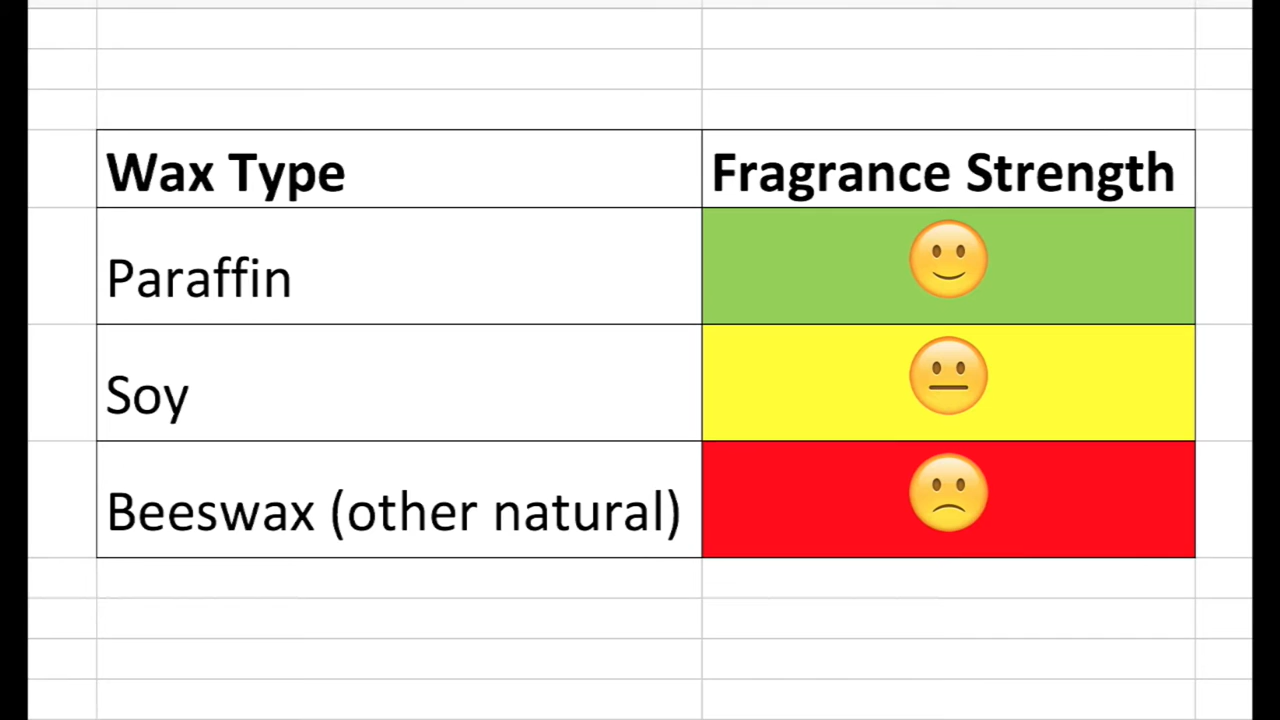 Wax Type
Fragrance Strength
Paraffin
Soy
Beeswax (other natural)